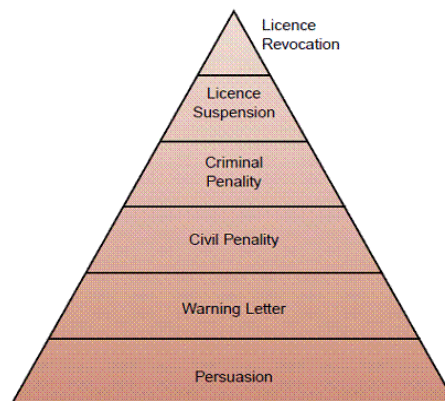 Licence
Revocation
Licence
Suspension
Criminal
Penality
Civil Penality
Warning Letter
Persuasion